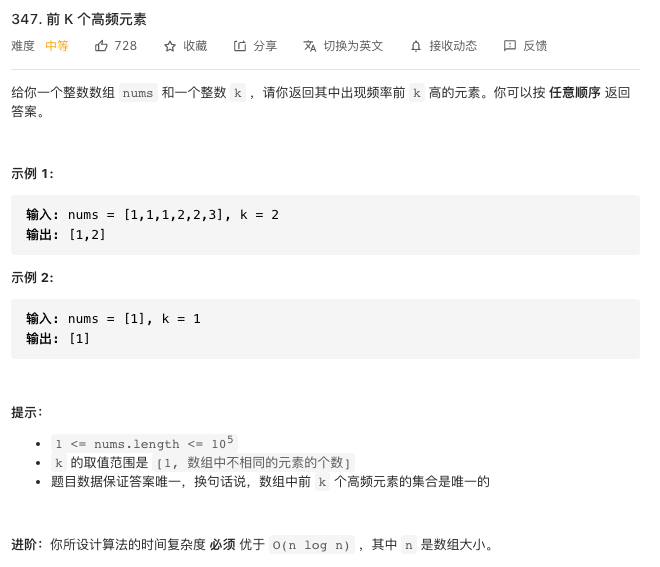 347. 前 K 个高频元素
难度 中等 728 收藏 分享 切换为英文 接收动态 反馈
给你一个整数数组 nums 和一个整数 k ，请你返回其中出现频率前 k 高的元素。你可以按 任意顺序 返回
答案。
示例 1:
输入: nums = [1,1,1,2,2,3], k = 2
输出: [1,2]
示例 2:
输入: nums = [1], k = 1
输出: [1]
提示：
• 1 <= nums.length <= 10⁵
• k 的取值范围是 [1, 数组中不相同的元素的个数]
• 题目数据保证答案唯一，换句话说，数组中前 k 个高频元素的集合是唯一的
进阶：你所设计算法的时间复杂度 必须 优于 O(n log n) ，其中 n 是数组大小。